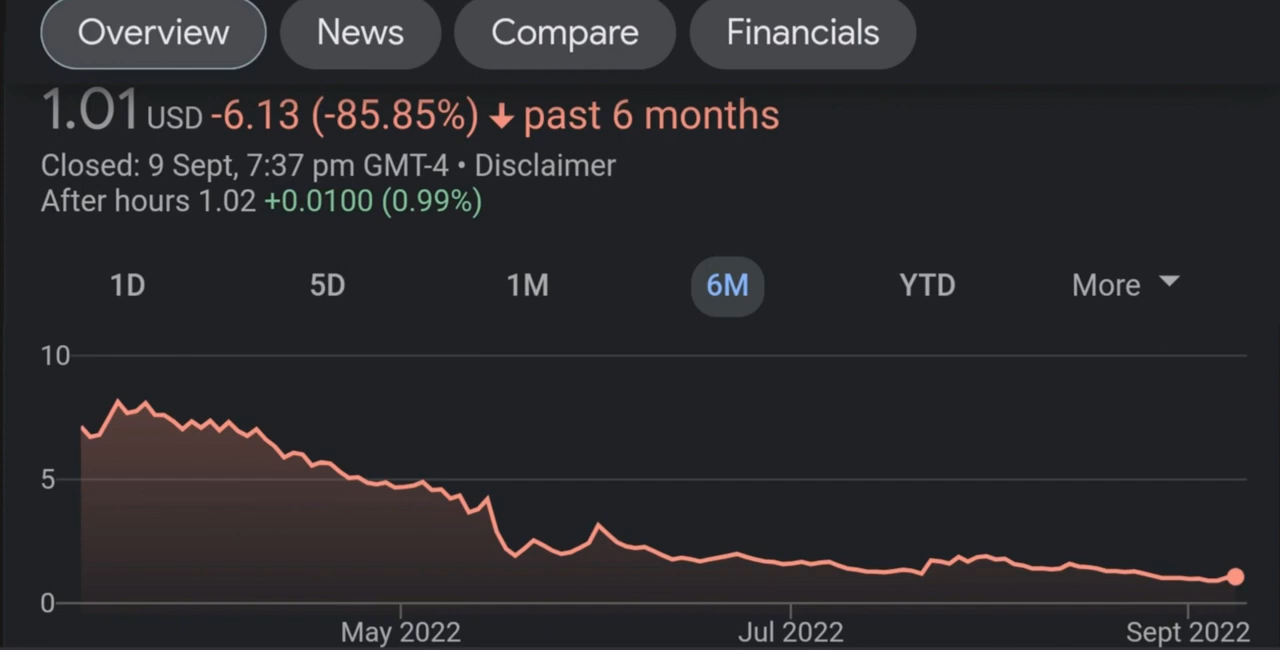 Overview News Compare Financials
1.01 USD -6.13 (-85.85%) ↓ past 6 months
Closed: 9 Sept, 7:37 pm GMT-4 • Disclaimer
After hours 1.02 +0.0100 (0.99%)
1D 5D 1M 6M YTD More
10
5
0
May 2022 Jul 2022 Sept 2022